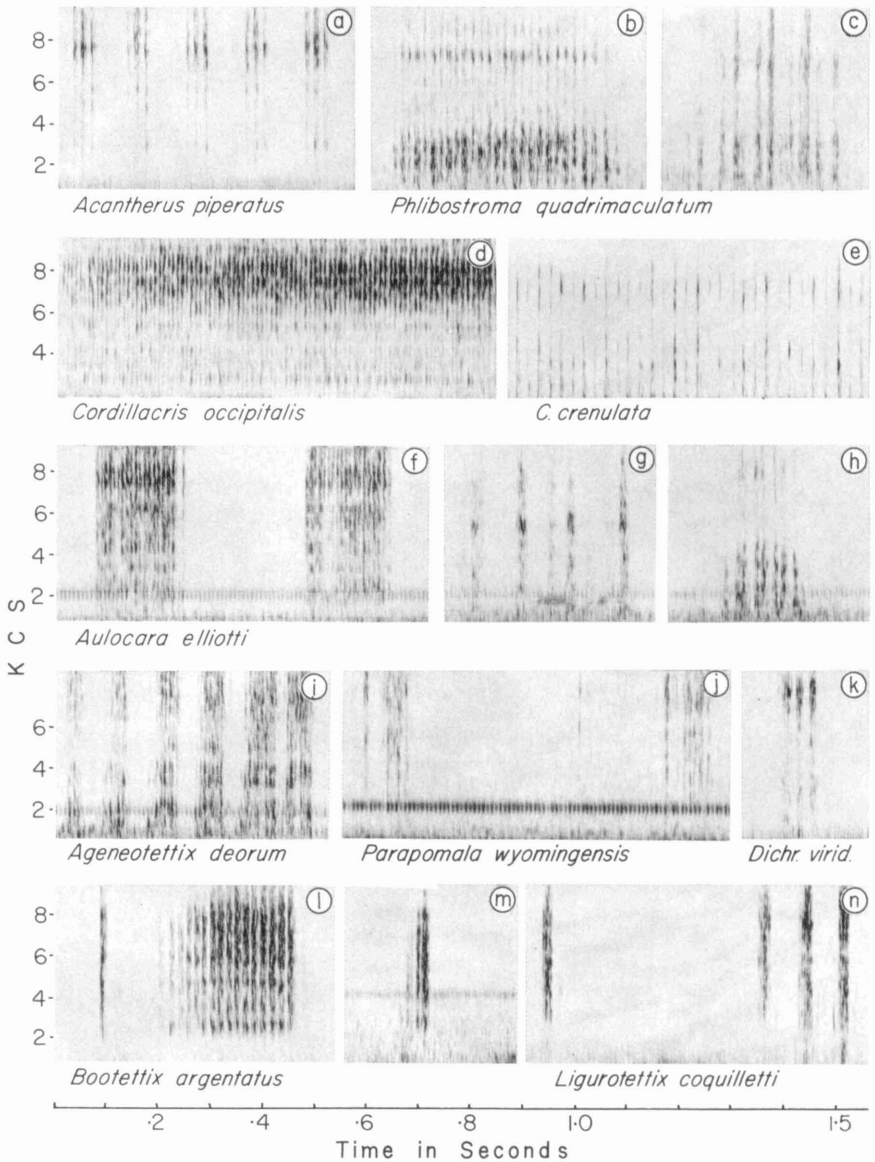 8-
6-
4-
2-
a
b
c
Acantherus piperatus
Phlibostroma quadrimaculatum
8-
6-
4-
d
e
Cordillacris occipitalis
C. crenulata
8-
6-
4-
2-
f
g
h
Aulocara elliotti
K C S
6-
4-
2-
i
j
k
Ageneotettix deorum
Parapomala wyomingensis
Dichr. virid.
8-
6-
4-
2-
l
m
n
Bootettix argentatus
Ligurotettix coquilletti
.2 .4 .6 .8 1.0 1.5
Time in Seconds